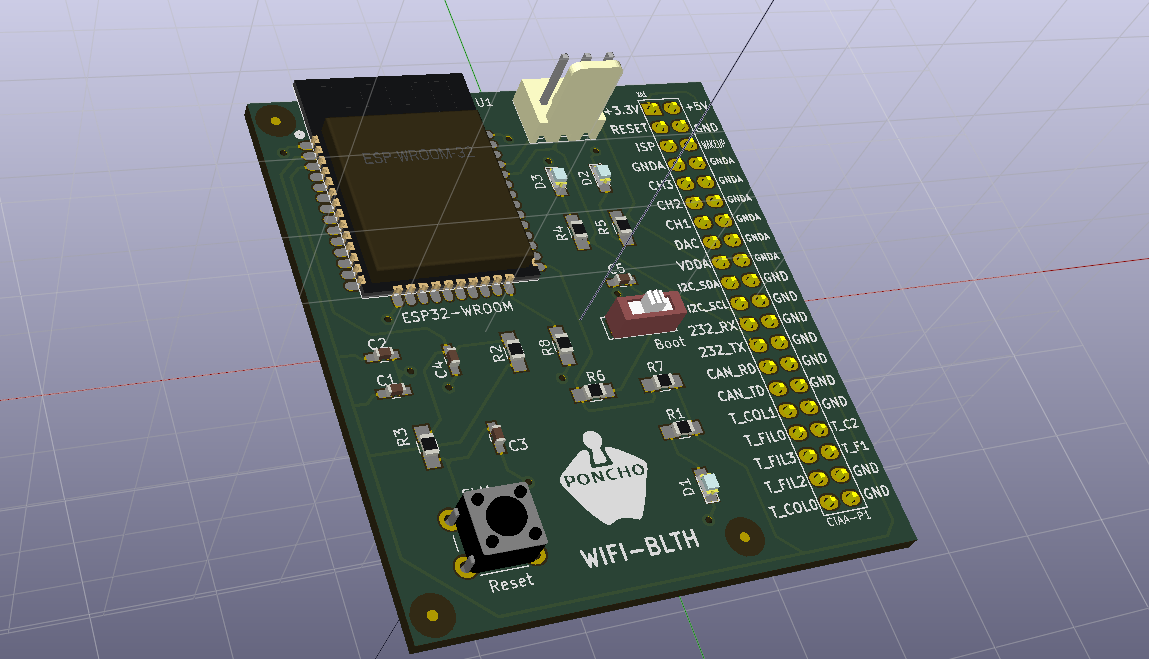 U1
ESP-WROOM-32
ESP32-WROOM
D3
D2
R4
R5
C5
Boot
C2
C1
C4
R2
R8
R6
R7
R3
C3
R1
D1
PONCHO
WIFI-BLTH
Reset
+3.3V +5V
RESET GND
ISP WAKEUP
GNDA GNDA
CH3 GNDA
CH2 GNDA
CH1 GNDA
DAC GNDA
VDDA GNDA
I2C_SDA GND
I2C_SCL GND
232_RX GND
232_TX GND
CAN_RD GND
CAN_TD GND
T_COL1 GND
T_FIL0 T_C2
T_FIL3 T_F1
T_FIL2 GND
T_COL0 GND
CIAA-P1